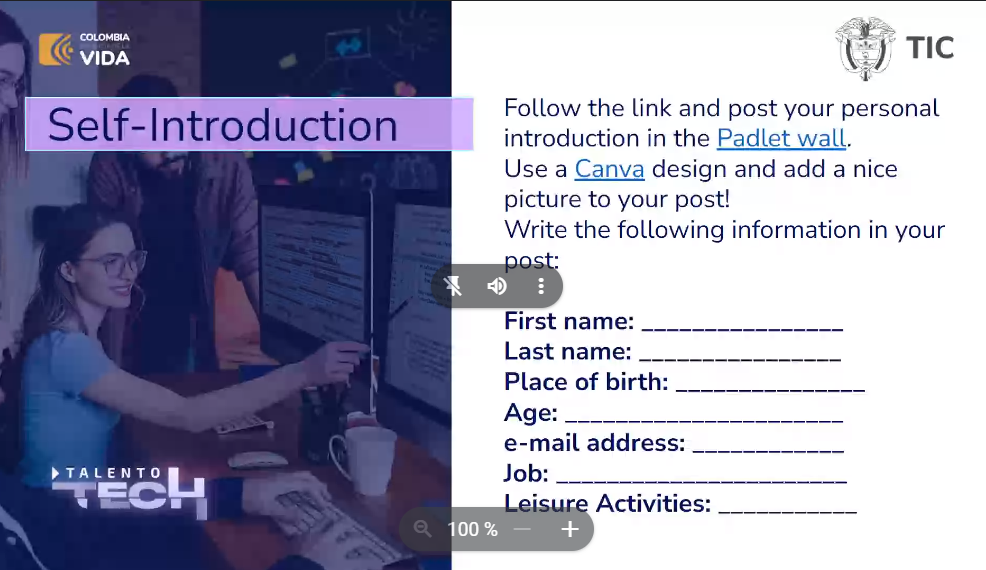 COLOMBIA
VIDA
TIC
Self-Introduction
Follow the link and post your personal
introduction in the Padlet wall.
Use a Canva design and add a nice
picture to your post!
Write the following information in your
post:
First name: ________________
Last name: ________________
Place of birth: _______________
Age: ______________________
e-mail address: ____________
Job: _______________________
Leisure Activities: ___________
TALENTO
TECH
100 %